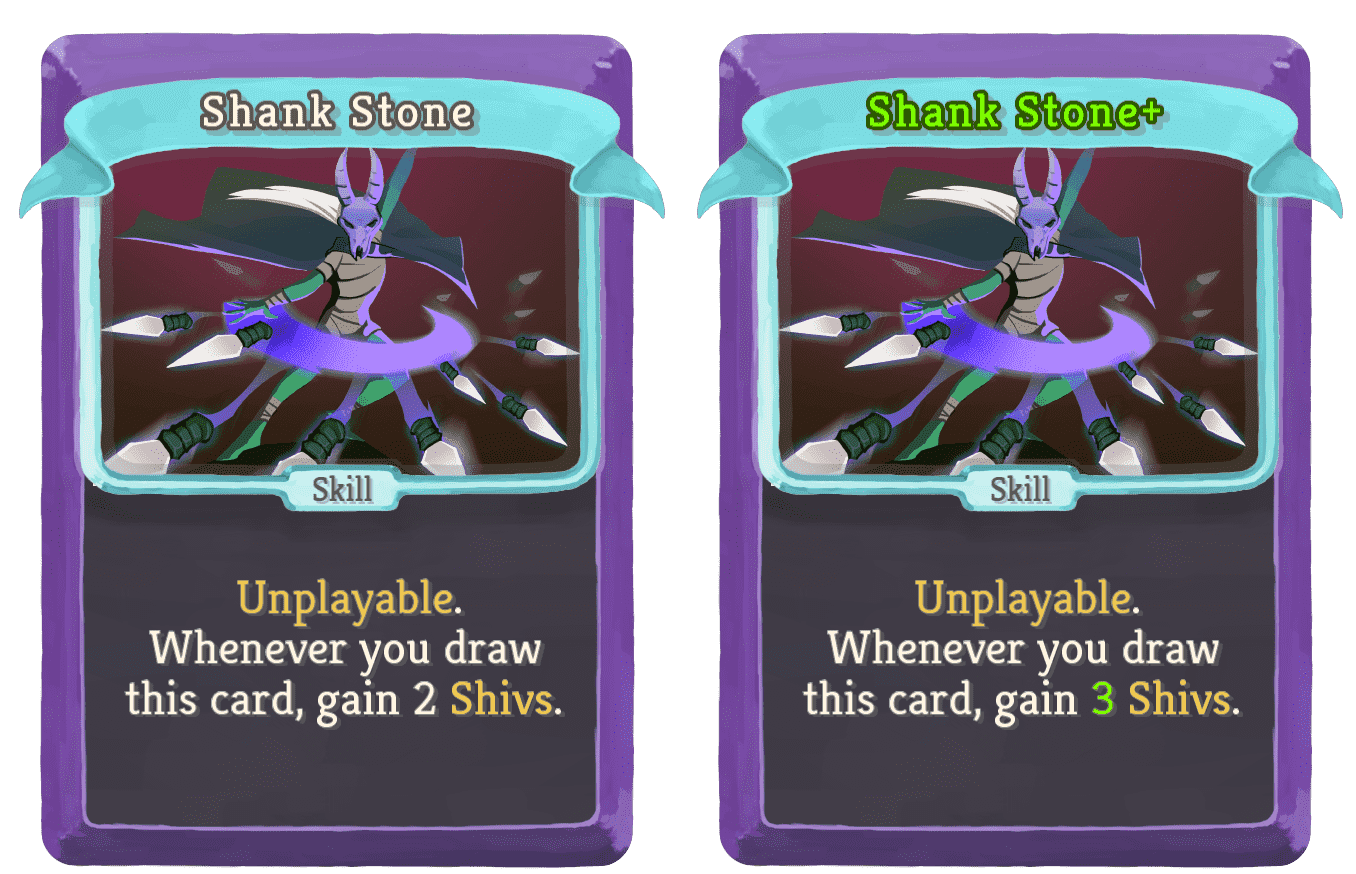 Shank Stone
Skill
Unplayable.
Whenever you draw
this card, gain 2 Shivs.
Shank Stone+
Skill
Unplayable.
Whenever you draw
this card, gain 3 Shivs.